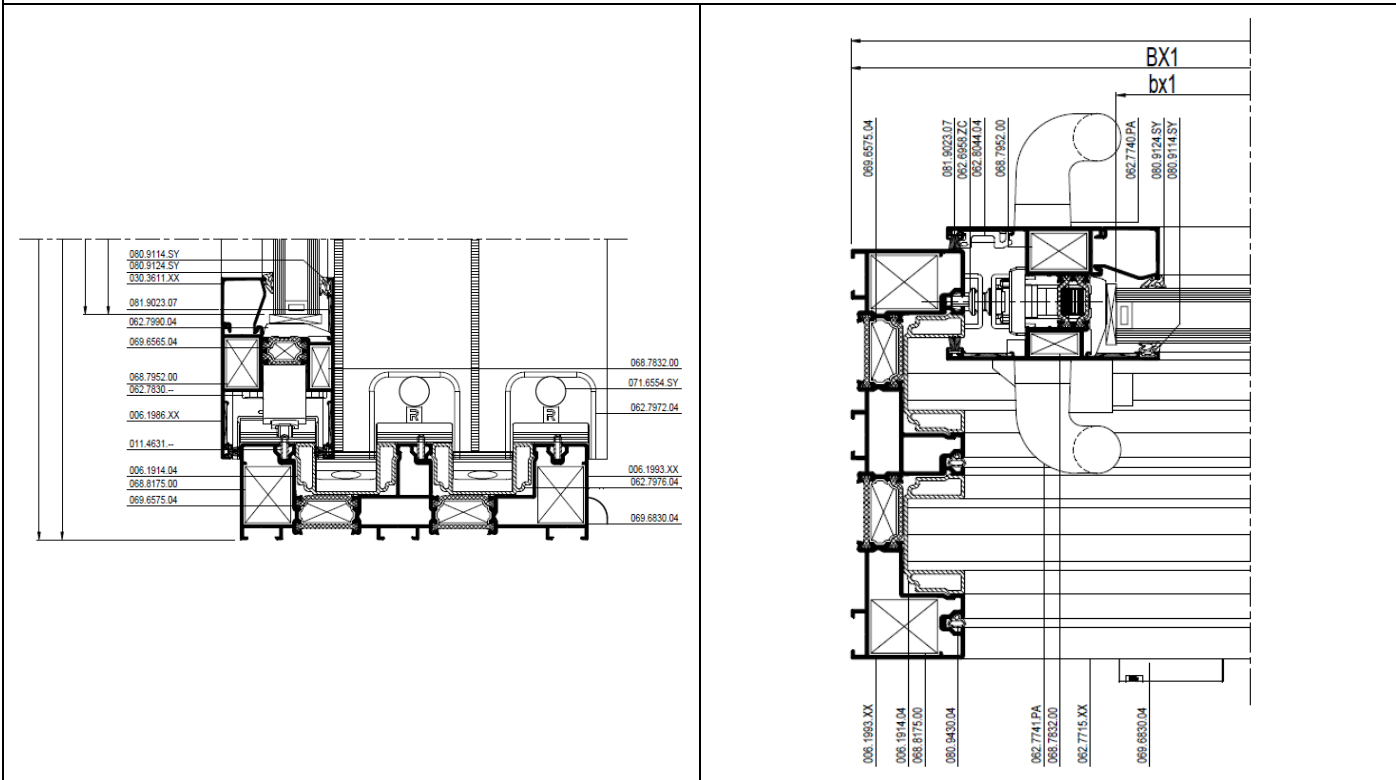 080.9114.SY
080.9124.SY
030.3611.XX
081.9023.07
062.7990.04
069.6565.04
068.7952.00
062.7830.--
006.1986.XX
011.4631.--
006.1914.04
068.8175.00
069.6575.04
068.7832.00
071.6554.SY
062.7972.04
R
R
006.1993.XX
062.7976.04
069.6830.04
BX1
bx1
069.6575.04
081.9023.07
062.6958.ZC
062.8044.04
068.7952.00
062.7740.PA
080.9124.SY
080.9114.SY
006.1993.XX
006.1914.04
068.8175.00
080.9430.04
062.7741.PA
068.7832.00
062.7715.XX
069.6830.04